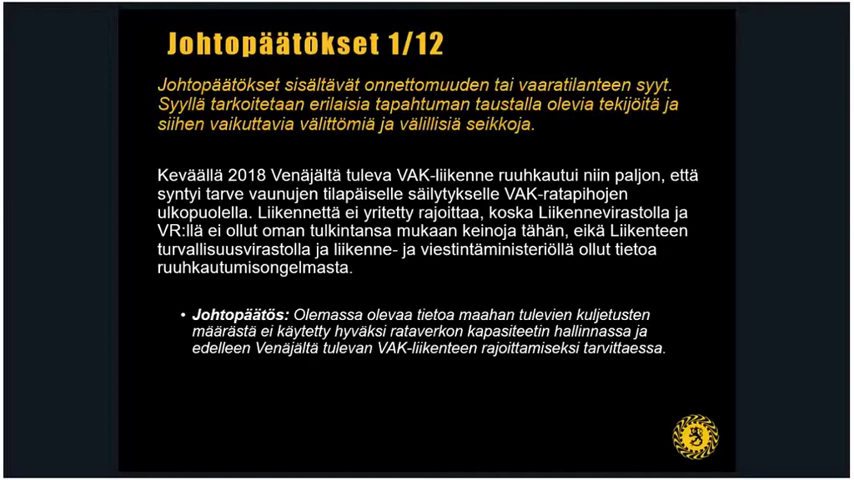 Johtopäätökset 1/12
Johtopäätökset sisältävät onnettomuuden tai vaaratilanteen syyt.
Syyllä tarkoitetaan erilaisia tapahtuman taustalla olevia tekijöitä ja
siihen vaikuttavia välittömiä ja välillisiä seikkoja.
Keväällä 2018 Venäjältä tuleva VAK-liikenne ruuhkautui niin paljon, että
syntyi tarve vaunujen tilapäiselle säilytykselle VAK-ratapihojen
ulkopuolella. Liikennettä ei yritetty rajoittaa, koska Liikennevirastolla ja
VR:llä ei ollut oman tulkintansa mukaan keinoja tähän, eikä Liikenteen
turvallisuusvirastolla ja liikenne- ja viestintäministeriöllä ollut tietoa
ruuhkautumisongelmasta.
• Johtopäätös: Olemassa olevaa tietoa maahan tulevien kuljetusten
määrästä ei käytetty hyväksi rataverkon kapasiteetin hallinnassa ja
edelleen Venäjältä tulevan VAK-liikenteen rajoittamiseksi tarvittaessa.